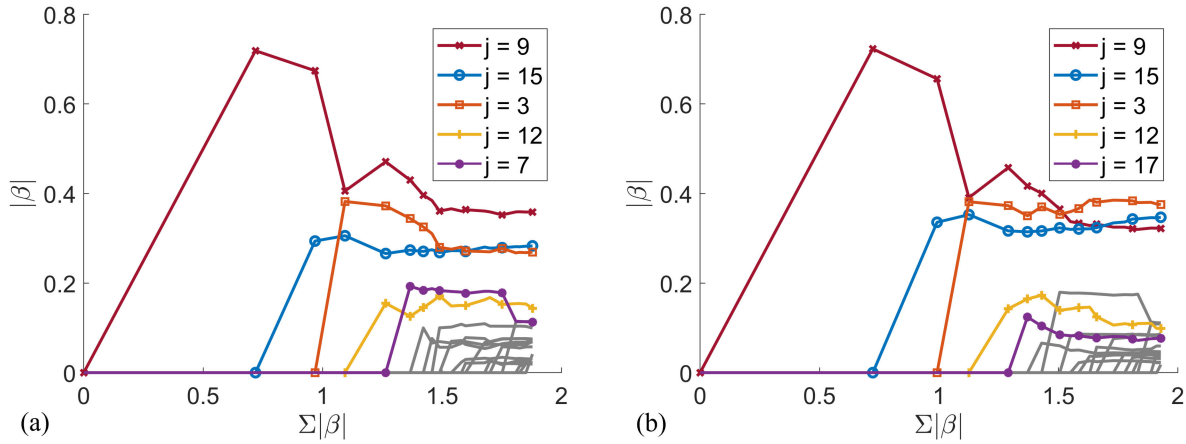 0.8
0.6
0.4
0.2
0
|β|
j = 9
j = 15
j = 3
j = 12
j = 7
0 0.5 1 1.5 2
Σ|β|
(a)
0.8
0.6
0.4
0.2
0
|β|
j = 9
j = 15
j = 3
j = 12
j = 17
0 0.5 1 1.5 2
Σ|β|
(b)